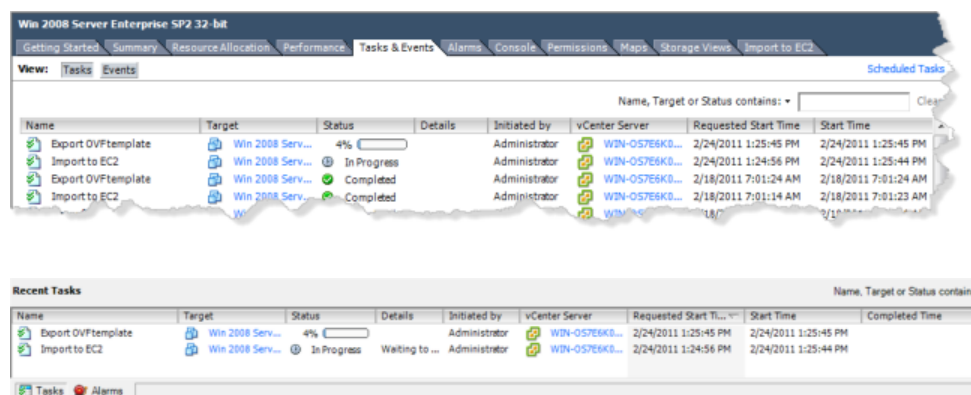 Win 2008 Server Enterprise SP2 32-bit
Getting Started Summary Resource Allocation Performance Tasks & Events Alarms Console Permissions Maps Storage Views Import to EC2
View: Tasks Events Scheduled Tasks
Name, Target or Status contains: Clear
Name Target Status Details Initiated by vCenter Server Requested Start Time Start Time
Export OVFtemplate Win 2008 Serv... 4% Administrator WIN-OS7E6K0... 2/24/2011 1:25:45 PM 2/24/2011 1:25:45 PM
Import to EC2 Win 2008 Serv... In Progress Administrator WIN-OS7E6K0... 2/24/2011 1:24:56 PM 2/24/2011 1:25:44 PM
Export OVFtemplate Win 2008 Serv... Completed Administrator WIN-OS7E6K0... 2/18/2011 7:01:24 AM 2/18/2011 7:01:24 AM
Import to EC2 Win 2008 Serv... Completed Administrator WIN-OS7E6K0... 2/18/2011 7:01:14 AM 2/18/2011 7:01:23 AM
Recent Tasks Name, Target or Status contain
Name Target Status Details Initiated by vCenter Server Requested Start Ti... Start Time Completed Time
Export OVFtemplate Win 2008 Serv... 4% Administrator WIN-OS7E6K0... 2/24/2011 1:25:45 PM 2/24/2011 1:25:45 PM
Import to EC2 Win 2008 Serv... In Progress Waiting to ... Administrator WIN-OS7E6K0... 2/24/2011 1:24:56 PM 2/24/2011 1:25:44 PM
Tasks Alarms